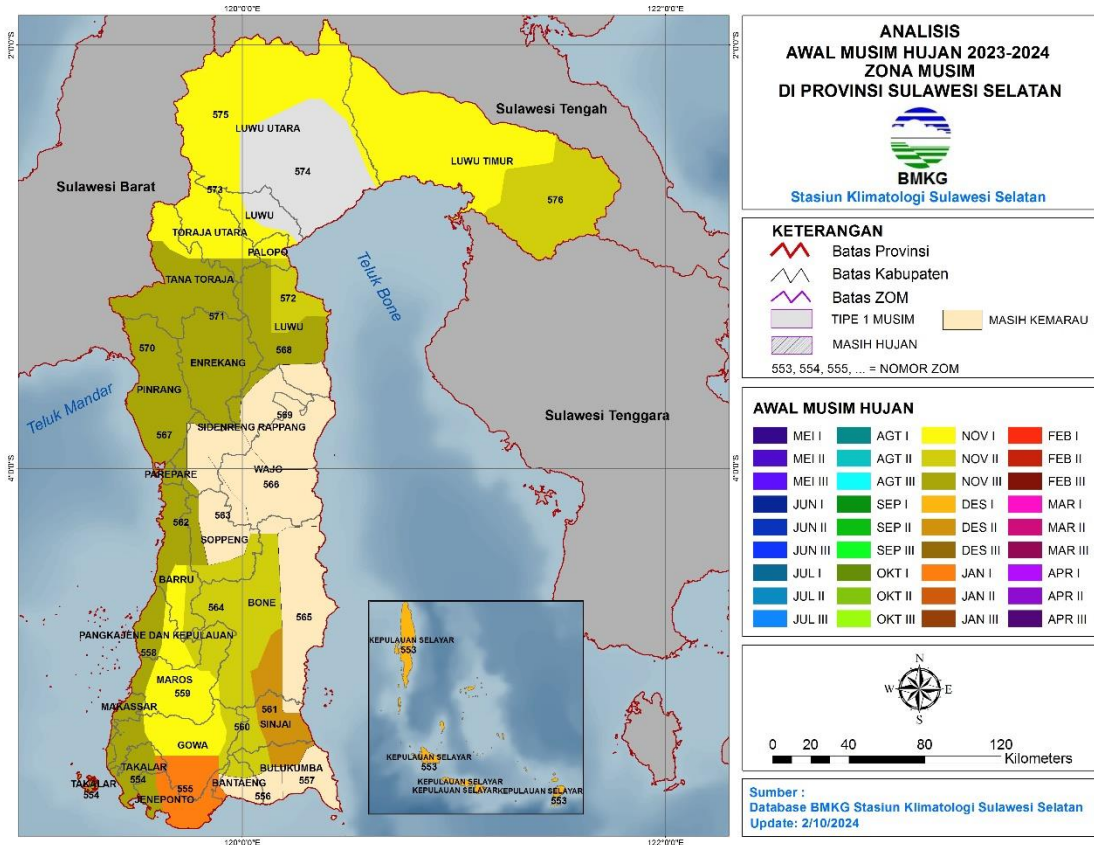 120°0'0"E
122°0'0"E
2°0'0"S
2°0'0"S
4°0'0"S
4°0'0"S
120°0'0"E
122°0'0"E
Sulawesi Tengah
Sulawesi Barat
Sulawesi Tenggara
Teluk Bone
Teluk Mandar
575
LUWU UTARA
574
LUWU TIMUR
576
573
LUWU
TORAJA UTARA
PALOPO
TANA TORAJA
572
571
LUWU
570
568
ENREKANG
PINRANG
569
SIDENRENG RAPPANG
567
WAJO
PAREPARE
566
562
563
SOPPENG
BARRU
564
BONE
565
PANGKAJENE DAN KEPULAUAN
558
MAROS
559
MAKASSAR
561
560
SINJAI
GOWA
TAKALAR
554
BULUKUMBA
557
TAKALAR
554
555
BANTAENG
556
JENEPONTO
KEPULAUAN SELAYAR
553
KEPULAUAN SELAYAR
553
KEPULAUAN SELAYAR
KEPULAUAN SELAYAR
KEPULAUAN SELAYAR
553
ANALISIS
AWAL MUSIM HUJAN 2023-2024
ZONA MUSIM
DI PROVINSI SULAWESI SELATAN
BMKG
Stasiun Klimatologi Sulawesi Selatan
KETERANGAN
Batas Provinsi
Batas Kabupaten
Batas ZOM
TIPE 1 MUSIM
MASIH KEMARAU
MASIH HUJAN
553, 554, 555, ... = NOMOR ZOM
AWAL MUSIM HUJAN
MEI I AGT I NOV I FEB I
MEI II AGT II NOV II FEB II
MEI III AGT III NOV III FEB III
JUN I SEP I DES I MAR I
JUN II SEP II DES II MAR II
JUN III SEP III DES III MAR III
JUL I OKT I JAN I APR I
JUL II OKT II JAN II APR II
JUL III OKT III JAN III APR III
N
W E
S
0 20 40 80 120
Kilometers
Sumber :
Database BMKG Stasiun Klimatologi Sulawesi Selatan
Update: 2/10/2024